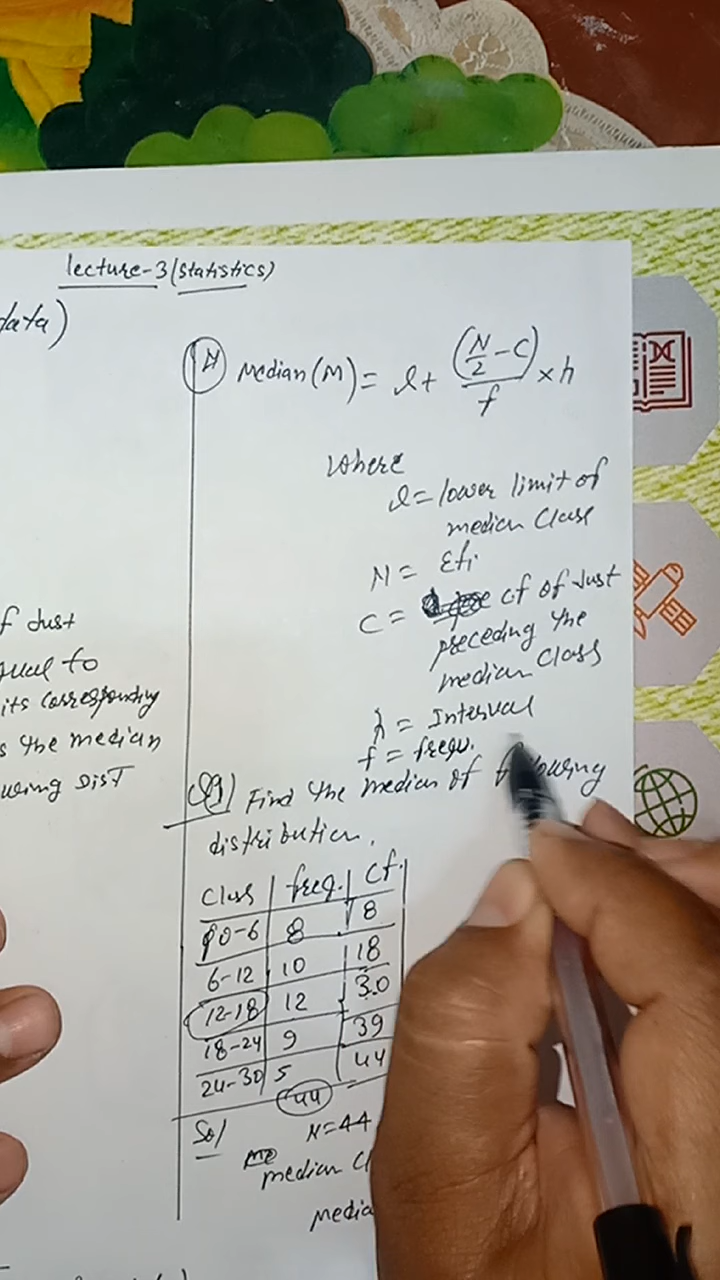 lecture-3(statistics)
data)
Median(M) = l + (N/2 - C)/f × h
where
l = lower limit of
median class
N = Σfi
C = cf of Just
preceding the
median class
h = Interval
f = frequ.
f Just
qual to
its corresponding
s the median
wing DisT
Q1) Find the median of following
distribution.
Class | freq. | cf.
0-6 | 8 | 8
6-12 | 10 | 18
12-18 | 12 | 30
18-24 | 9 | 39
24-30 | 5 | 44
44
Sol
N=44
median cl
media